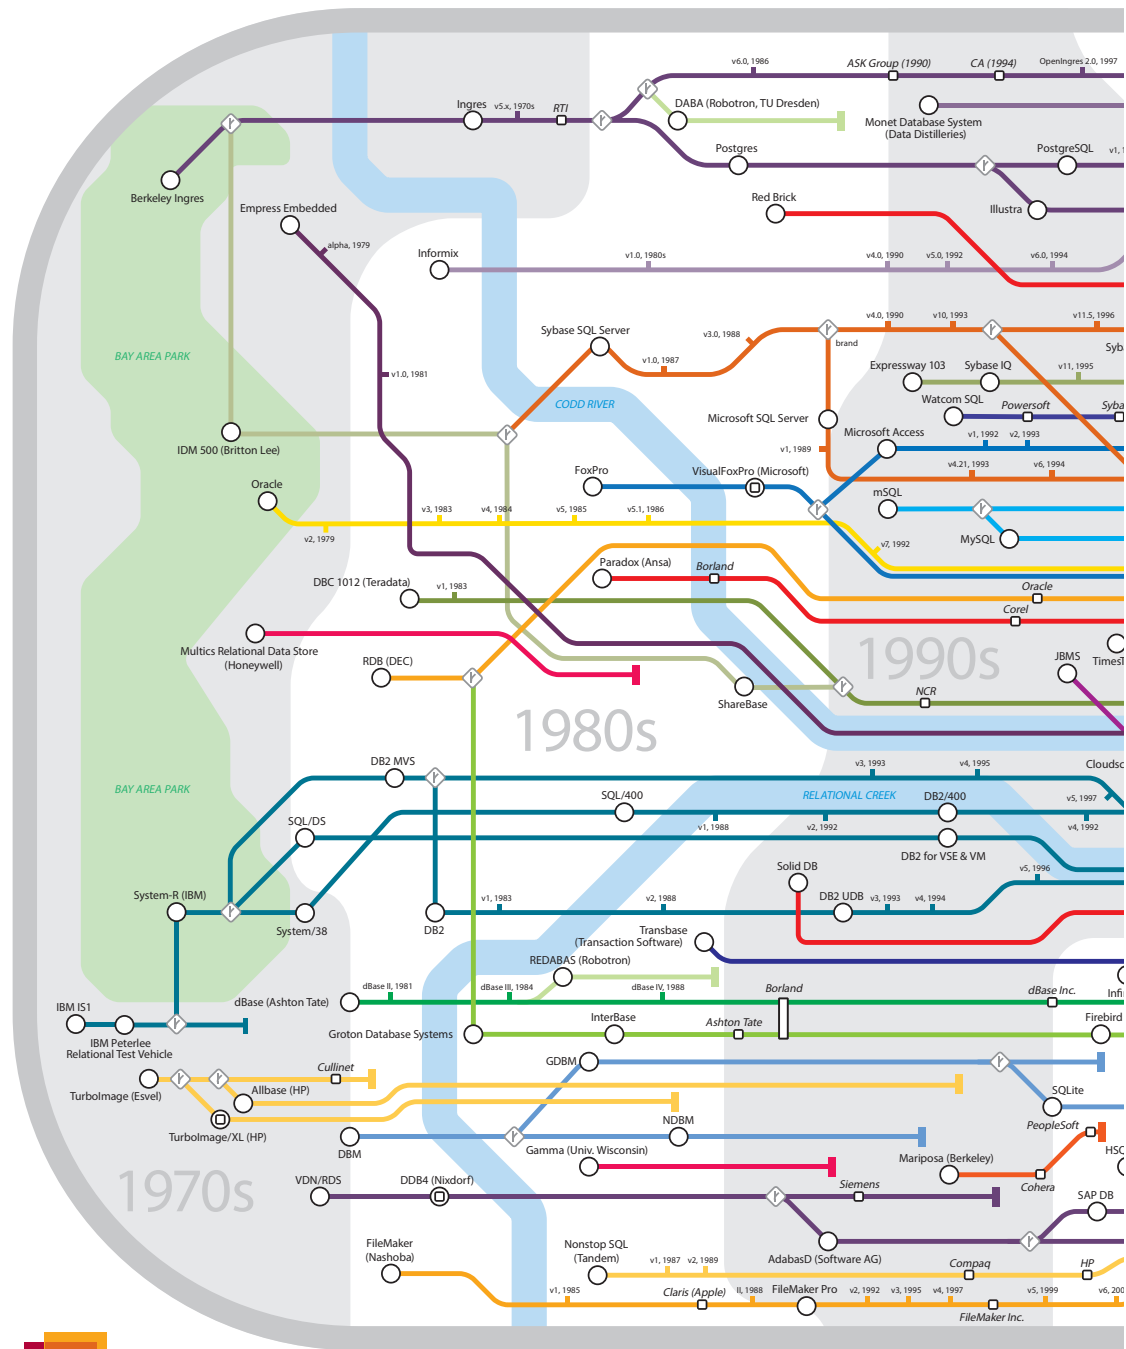 v6.0, 1986
ASK Group (1990)
CA (1994)
OpenIngres 2.0, 1997
Ingres
v5.x, 1970s
RTI
DABA (Robotron, TU Dresden)
Monet Database System
(Data Distilleries)
Berkeley Ingres
Postgres
PostgreSQL
v1, 1
Empress Embedded
Red Brick
Illustra
alpha, 1979
Informix
v1.0, 1980s
v4.0, 1990
v5.0, 1992
v6.0, 1994
Sybase SQL Server
v3.0, 1988
v4.0, 1990
v10, 1993
v11.5, 1996
brand
Syb
BAY AREA PARK
v1.0, 1987
v1.0, 1981
Expressway 103
Sybase IQ
v11, 1995
CODD RIVER
Watcom SQL
Powersoft
Syba
Microsoft SQL Server
Microsoft Access
v1, 1992
v2, 1993
IDM 500 (Britton Lee)
v1, 1989
FoxPro
VisualFoxPro (Microsoft)
v4.21, 1993
v6, 1994
Oracle
mSQL
v3, 1983
v4, 1984
v5, 1985
v5.1, 1986
v2, 1979
MySQL
v7, 1992
Paradox (Ansa)
Borland
DBC 1012 (Teradata)
v1, 1983
Oracle
Corel
Multics Relational Data Store
(Honeywell)
RDB (DEC)
1990s
JBMS
TimesT
ShareBase
NCR
1980s
DB2 MVS
v3, 1993
v4, 1995
Cloudsc
BAY AREA PARK
SQL/400
RELATIONAL CREEK
DB2/400
v5, 1997
SQL/DS
v1, 1988
v2, 1992
v4, 1992
DB2 for VSE & VM
Solid DB
v5, 1996
System-R (IBM)
v1, 1983
v2, 1988
DB2 UDB
v3, 1993
v4, 1994
System/38
DB2
Transbase
(Transaction Software)
REDABAS (Robotron)
dBase (Ashton Tate)
dBase II, 1981
dBase III, 1984
dBase IV, 1988
Borland
dBase Inc.
Infi
IBM IS1
IBM Peterlee
Relational Test Vehicle
Groton Database Systems
InterBase
Ashton Tate
Firebird
Cullinet
GDBM
TurboImage (Esvel)
Allbase (HP)
SQLite
TurboImage/XL (HP)
PeopleSoft
DBM
NDBM
Gamma (Univ. Wisconsin)
Mariposa (Berkeley)
HSQ
Cohera
1970s
VDN/RDS
DDB4 (Nixdorf)
Siemens
SAP DB
FileMaker
(Nashoba)
Nonstop SQL
(Tandem)
AdabasD (Software AG)
v1, 1987
v2, 1989
Compaq
HP
v1, 1985
Claris (Apple)
II, 1988
FileMaker Pro
v2, 1992
v3, 1995
v4, 1997
v5, 1999
v6, 200
FileMaker Inc.